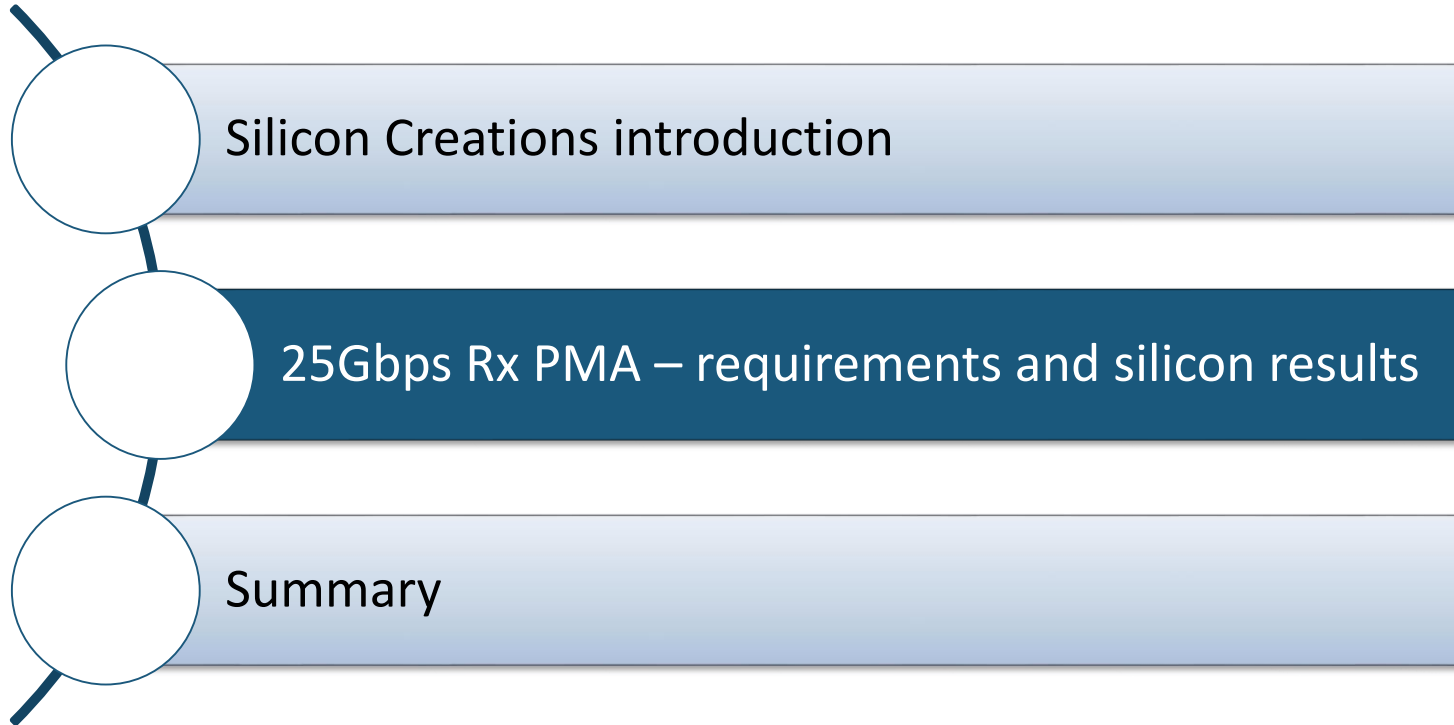 Silicon Creations introduction
25Gbps Rx PMA – requirements and silicon results
Summary